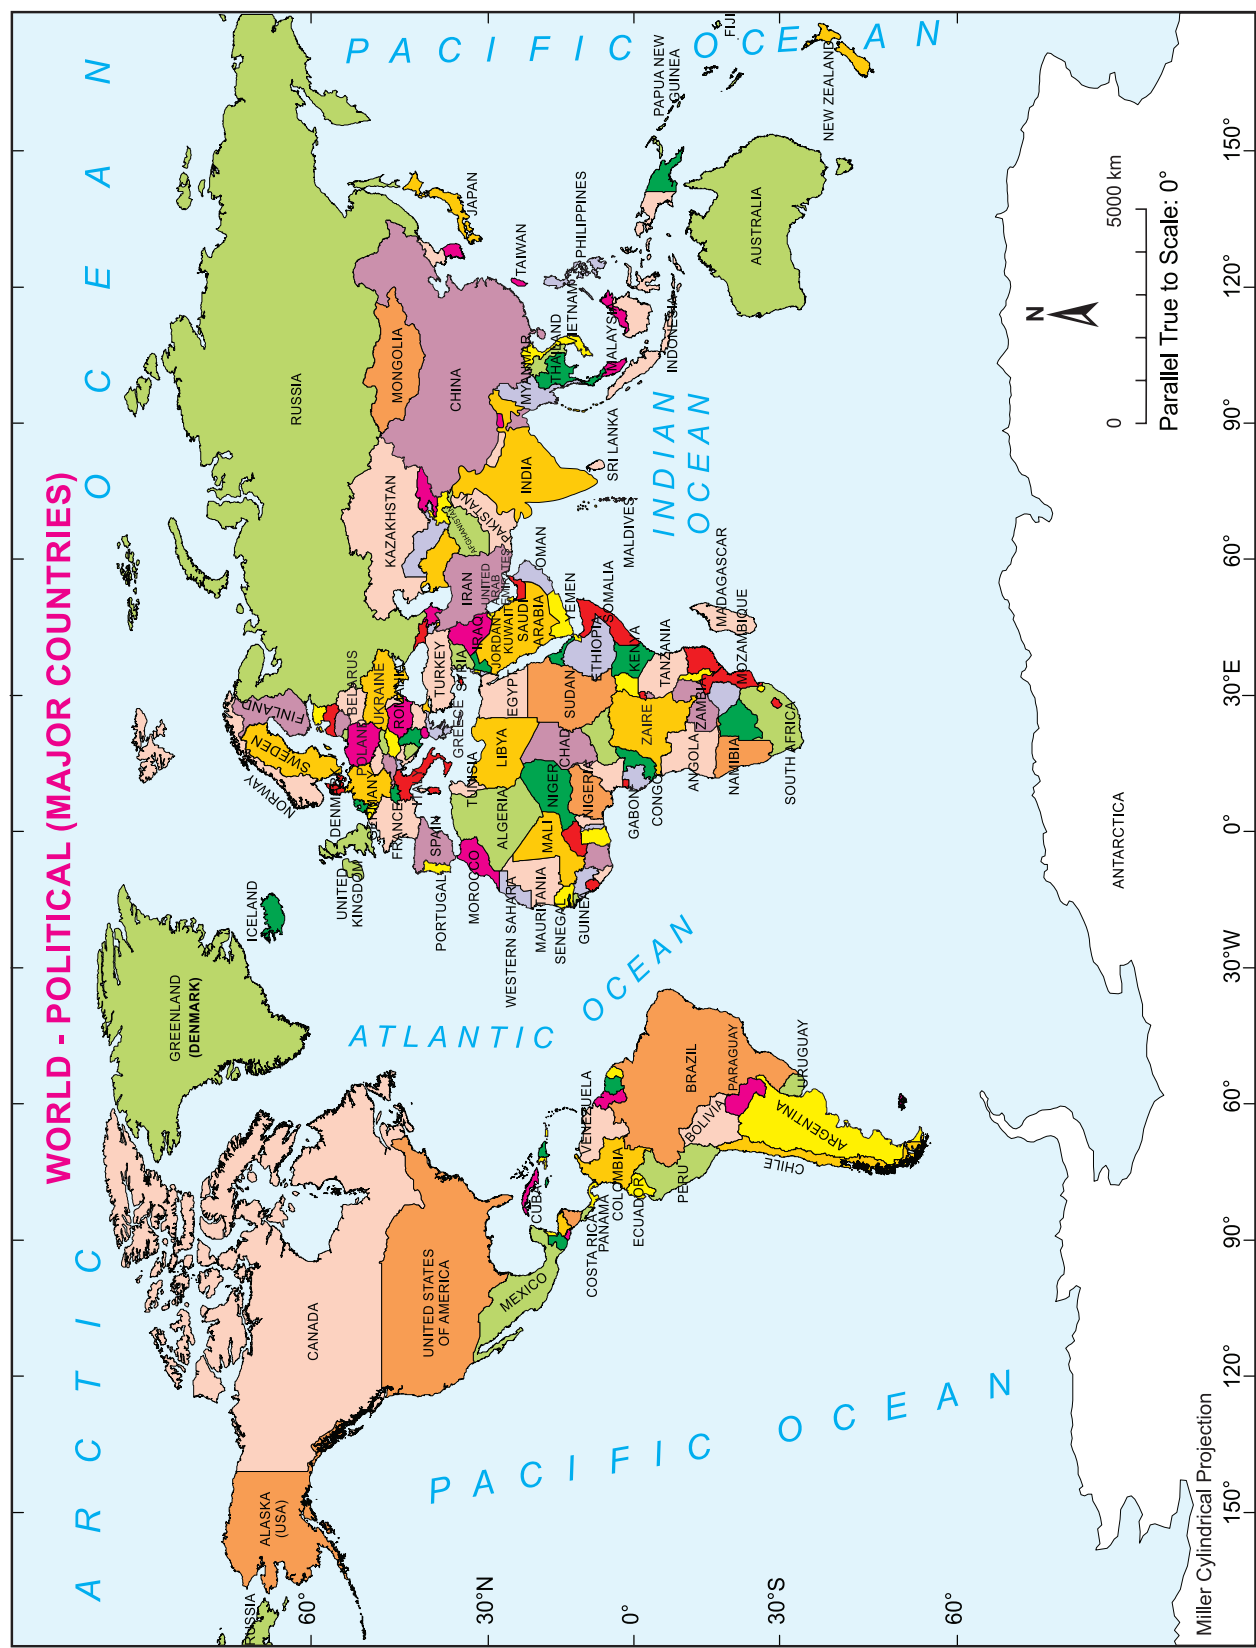 WORLD - POLITICAL (MAJOR COUNTRIES)
ARCTIC OCEAN
RUSSIA
ALASKA
(USA)
CANADA
UNITED STATES
OF AMERICA
MEXICO
CUBA
COSTA RICA
PANAMA
COLOMBIA
ECUADOR
VENEZUELA
PERU
BRAZIL
BOLIVIA
PARAGUAY
URUGUAY
ARGENTINA
CHILE
GREENLAND
(DENMARK)
ICELAND
ATLANTIC
OCEAN
PACIFIC OCEAN
NORWAY
SWEDEN
FINLAND
DENMARK
UNITED
KINGDOM
GERMANY
POLAND
BELARUS
UKRAINE
ROMANIA
FRANCE
SPAIN
PORTUGAL
GREECE
TURKEY
SYRIA
IRAQ
IRAN
JORDAN
KUWAIT
SAUDI
ARABIA
UNITED
ARAB
EMIRATES
OMAN
YEMEN
KAZAKHSTAN
AFGHANISTAN
PAKISTAN
INDIA
SRI LANKA
MALDIVES
RUSSIA
MONGOLIA
CHINA
JAPAN
TAIWAN
PHILIPPINES
MYANMAR
THAILAND
VIETNAM
MALAYSIA
INDONESIA
PAPUA NEW
GUINEA
FIJI
AUSTRALIA
NEW ZEALAND
PACIFIC OCEAN
INDIAN
OCEAN
MOROCCO
WESTERN SAHARA
MAURITANIA
SENEGAL
GUINEA
ALGERIA
TUNISIA
LIBYA
EGYPT
MALI
NIGER
NIGERIA
CHAD
SUDAN
ETHIOPIA
SOMALIA
KENYA
TANZANIA
ZAIRE
GABON
CONGO
ANGOLA
ZAMBIA
NAMIBIA
MOZAMBIQUE
MADAGASCAR
SOUTH AFRICA
ANTARCTICA
60°
30°N
0°
30°S
60°
150°
120°
90°
60°
30°W
0°
30°E
60°
90°
120°
150°
N
0
5000 km
Parallel True to Scale: 0°
Miller Cylindrical Projection